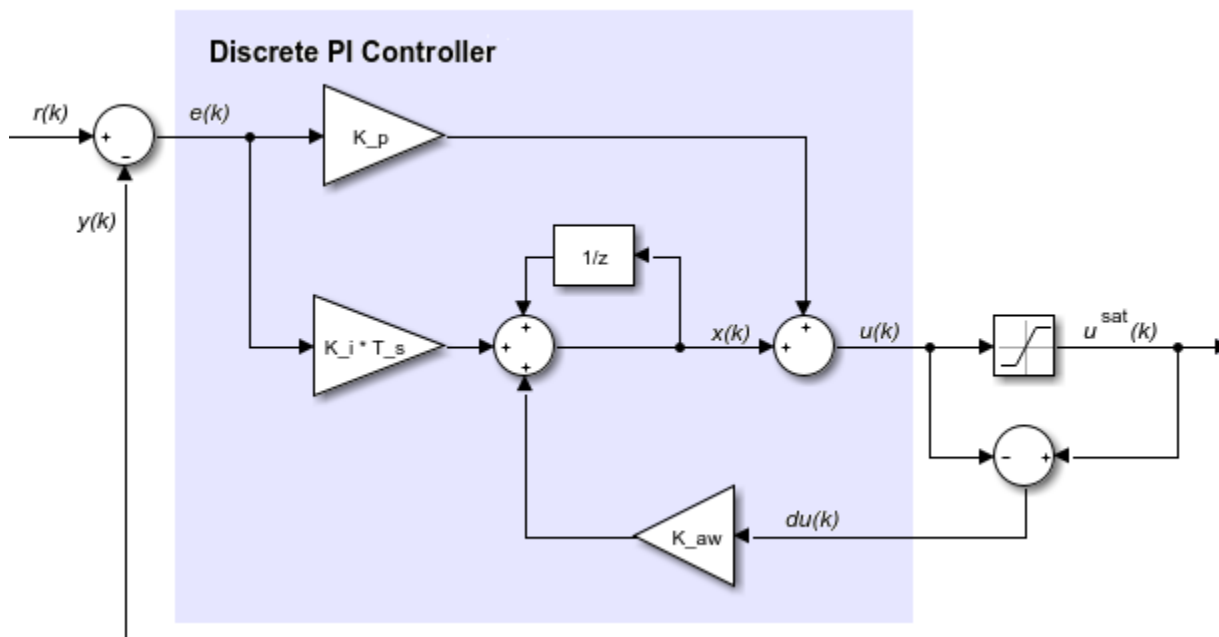 Discrete PI Controller
r(k)
+
−
e(k)
K_p
y(k)
1/z
K_i * T_s
+
+
+
x(k)
+
+
u(k)
u^sat(k)
−
+
K_aw
du(k)